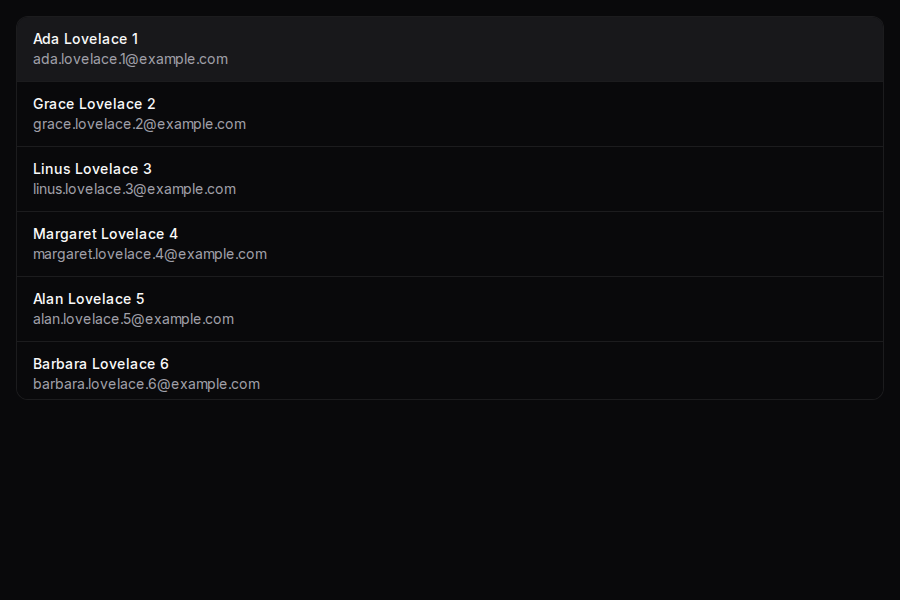 Ada Lovelace 1
ada.lovelace.1@example.com
Grace Lovelace 2
grace.lovelace.2@example.com
Linus Lovelace 3
linus.lovelace.3@example.com
Margaret Lovelace 4
margaret.lovelace.4@example.com
Alan Lovelace 5
alan.lovelace.5@example.com
Barbara Lovelace 6
barbara.lovelace.6@example.com